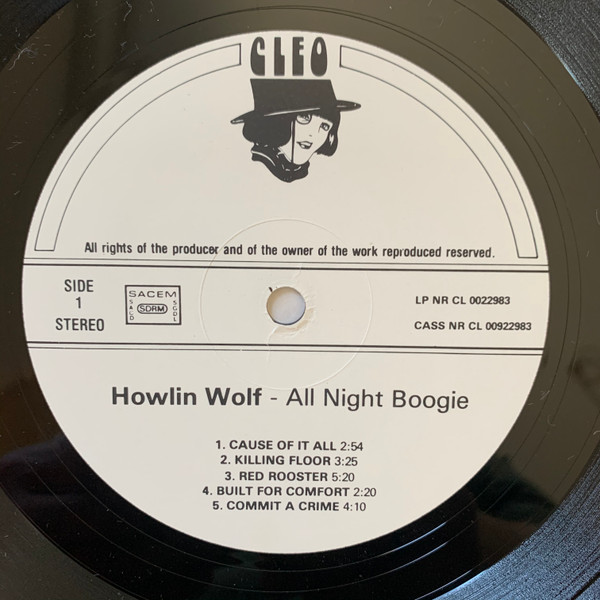 CLEO
All rights of the producer and of the owner of the work reproduced reserved.
SIDE
1
STEREO
SACEM
SACD
SDRM
SGDL
LP NR CL 0022983
CASS NR CL 00922983
Howlin Wolf - All Night Boogie
1. CAUSE OF IT ALL 2:54
2. KILLING FLOOR 3:25
3. RED ROOSTER 5:20
4. BUILT FOR COMFORT 2:20
5. COMMIT A CRIME 4:10